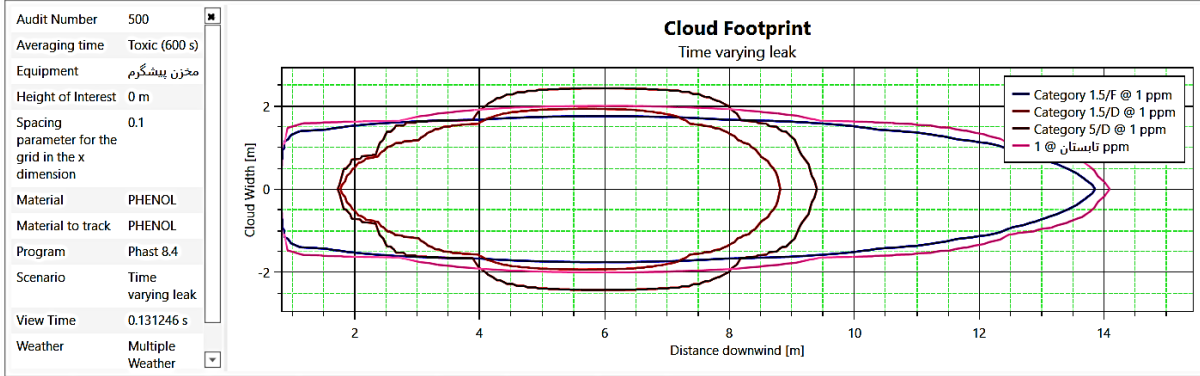 Audit Number 500
Averaging time Toxic (600 s)
Equipment مخزن پیشگرم
Height of Interest 0 m
Spacing 0.1
parameter for the
grid in the x
dimension
Material PHENOL
Material to track PHENOL
Program Phast 8.4
Scenario Time
varying leak
View Time 0.131246 s
Weather Multiple
Weather
Cloud Footprint
Time varying leak
Category 1.5/F @ 1 ppm
Category 1.5/D @ 1 ppm
Category 5/D @ 1 ppm
1 @ تابستان ppm
Cloud Width [m]
2
0
-2
2 4 6 8 10 12 14
Distance downwind [m]